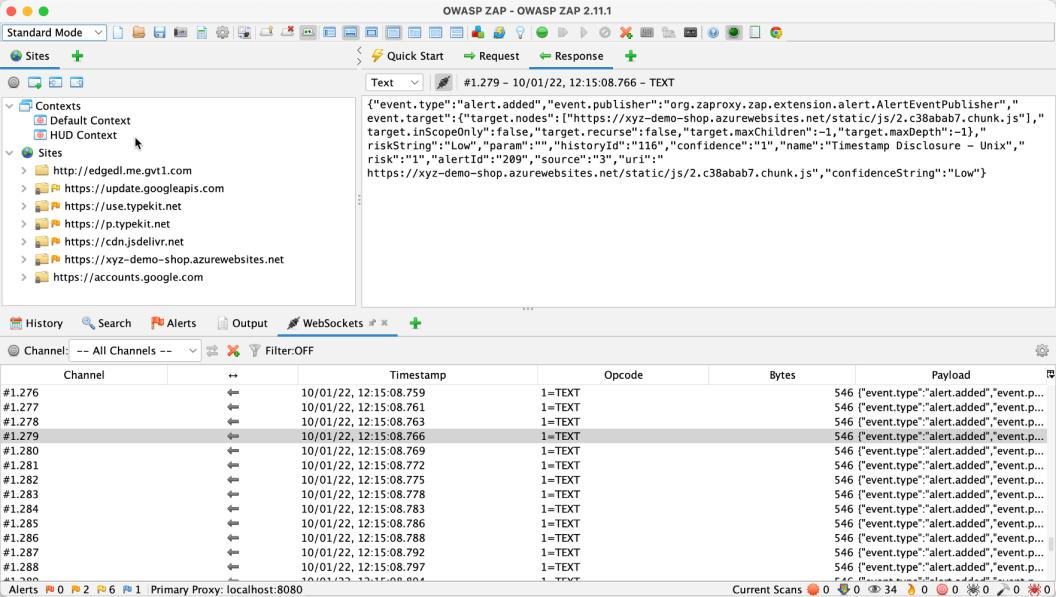 OWASP ZAP - OWASP ZAP 2.11.1
Standard Mode
Sites
Quick Start Request Response
Text #1.279 - 10/01/22, 12:15:08.766 - TEXT
Contexts
Default Context
HUD Context
Sites
http://edgedl.me.gvt1.com
https://update.googleapis.com
https://use.typekit.net
https://p.typekit.net
https://cdn.jsdelivr.net
https://xyz-demo-shop.azurewebsites.net
https://accounts.google.com
{"event.type":"alert.added","event.publisher":"org.zaproxy.zap.extension.alert.AlertEventPublisher","
event.target":{"target.nodes":["https://xyz-demo-shop.azurewebsites.net/static/js/2.c38abab7.chunk.js"],"
target.inScopeOnly":false,"target.recurse":false,"target.maxChildren":-1,"target.maxDepth":-1},"
riskString":"Low","param":"","historyId":"116","confidence":"1","name":"Timestamp Disclosure - Unix","
risk":"1","alertId":"209","source":"3","uri":"
https://xyz-demo-shop.azurewebsites.net/static/js/2.c38abab7.chunk.js","confidenceString":"Low"}
History Search Alerts Output WebSockets
Channel: -- All Channels -- Filter:OFF
Channel ↔ Timestamp Opcode Bytes Payload
#1.276 10/01/22, 12:15:08.759 1=TEXT 546 {"event.type":"alert.added","event.p...
#1.277 10/01/22, 12:15:08.761 1=TEXT 546 {"event.type":"alert.added","event.p...
#1.278 10/01/22, 12:15:08.763 1=TEXT 546 {"event.type":"alert.added","event.p...
#1.279 10/01/22, 12:15:08.766 1=TEXT 546 {"event.type":"alert.added","event.p...
#1.280 10/01/22, 12:15:08.769 1=TEXT 546 {"event.type":"alert.added","event.p...
#1.281 10/01/22, 12:15:08.772 1=TEXT 546 {"event.type":"alert.added","event.p...
#1.282 10/01/22, 12:15:08.775 1=TEXT 546 {"event.type":"alert.added","event.p...
#1.283 10/01/22, 12:15:08.778 1=TEXT 546 {"event.type":"alert.added","event.p...
#1.284 10/01/22, 12:15:08.783 1=TEXT 546 {"event.type":"alert.added","event.p...
#1.285 10/01/22, 12:15:08.786 1=TEXT 546 {"event.type":"alert.added","event.p...
#1.286 10/01/22, 12:15:08.788 1=TEXT 546 {"event.type":"alert.added","event.p...
#1.287 10/01/22, 12:15:08.792 1=TEXT 546 {"event.type":"alert.added","event.p...
#1.288 10/01/22, 12:15:08.797 1=TEXT 546 {"event.type":"alert.added","event.p...
Alerts 0 2 6 1 Primary Proxy: localhost:8080 Current Scans 0 0 34 0 0 0 0 0